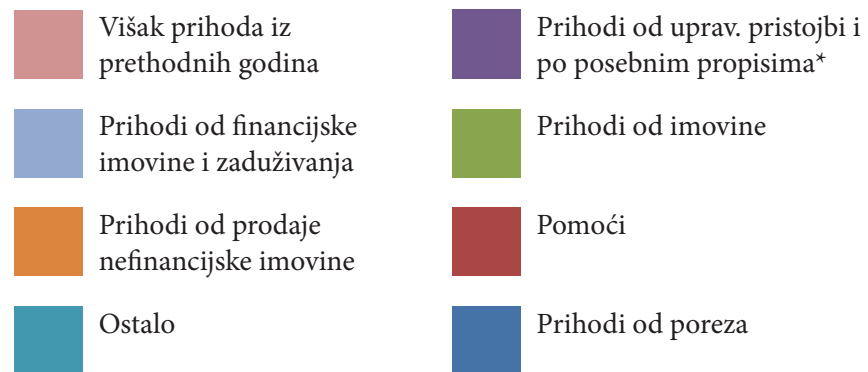 Višak prihoda iz
prethodnih godina
Prihodi od financijske
imovine i zaduživanja
Prihodi od prodaje
nefinancijske imovine
Ostalo
Prihodi od uprav. pristojbi i
po posebnim propisima*
Prihodi od imovine
Pomoći
Prihodi od poreza